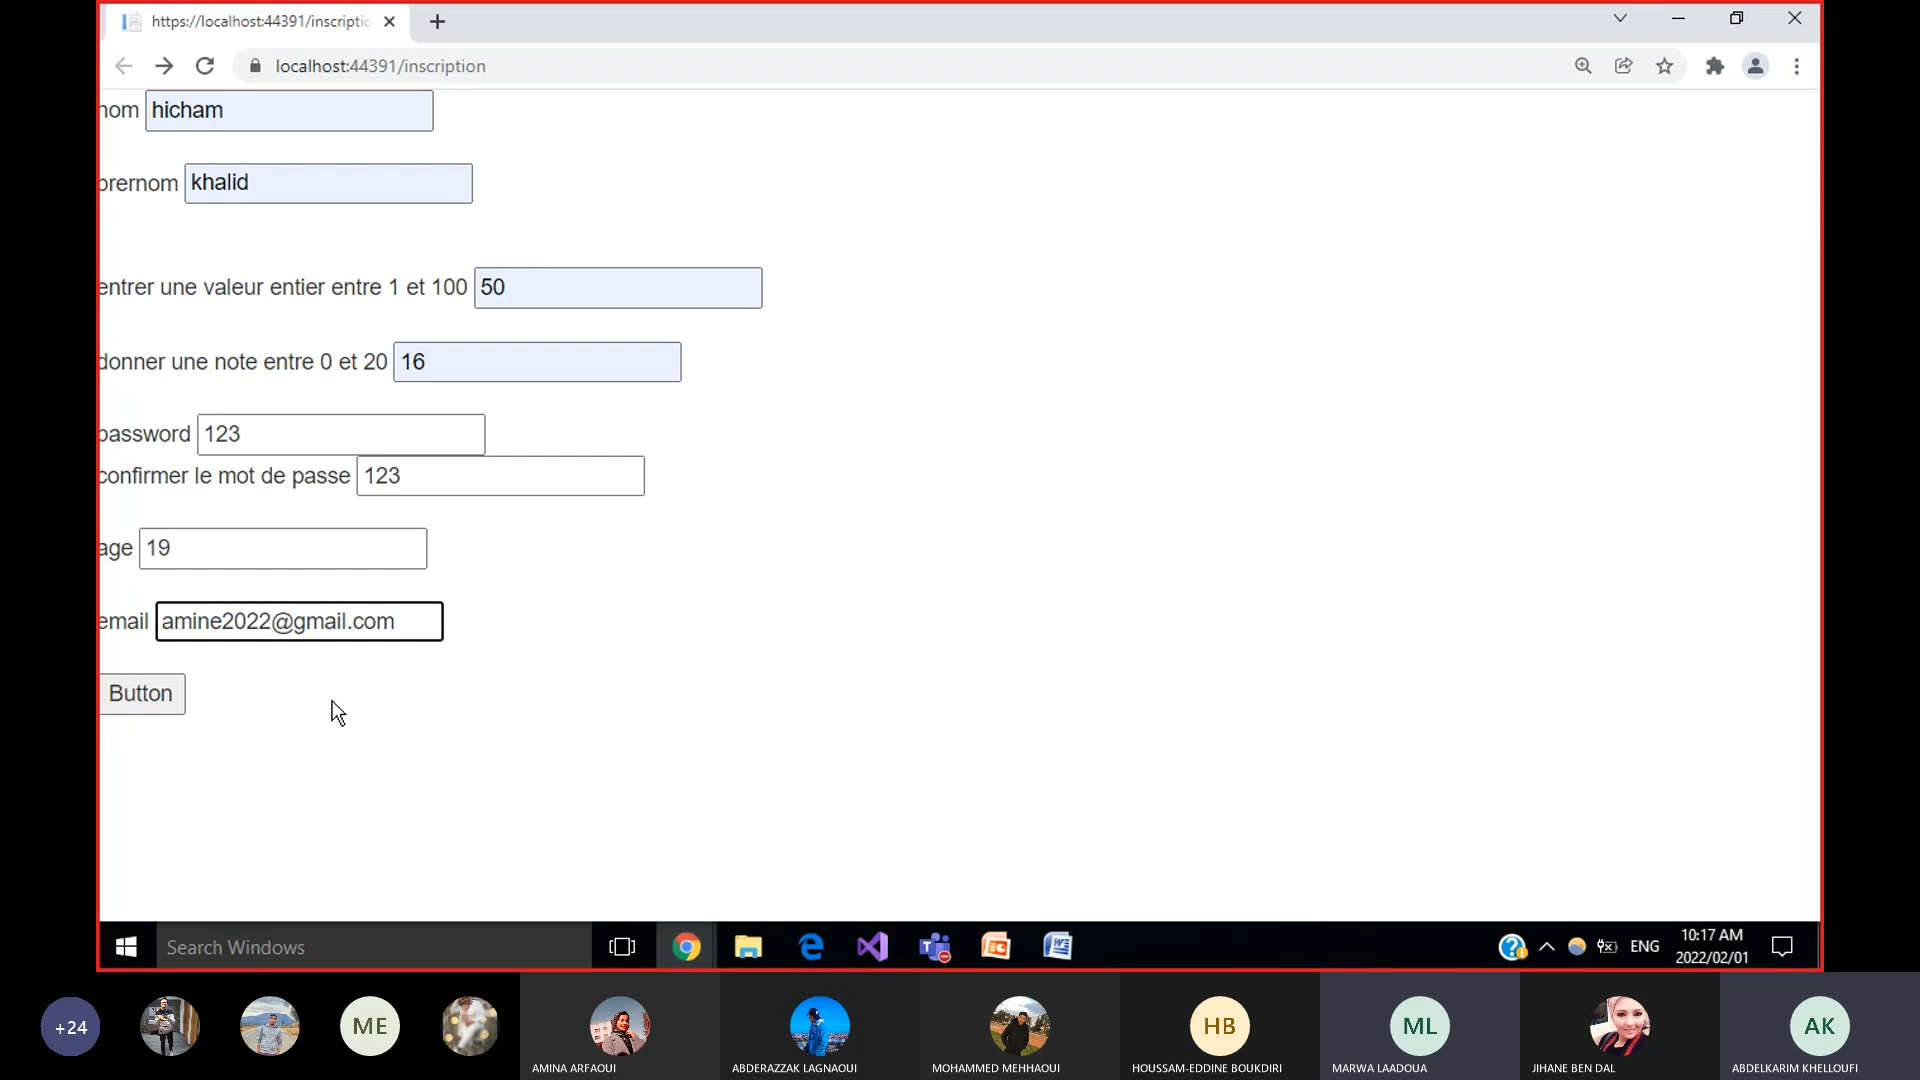 https://localhost:44391/inscriptio
localhost:44391/inscription
nom hicham
prernom khalid
entrer une valeur entier entre 1 et 100 50
donner une note entre 0 et 20 16
password 123
confirmer le mot de passe 123
age 19
email amine2022@gmail.com
Button
Search Windows
ENG
10:17 AM
2022/02/01
+24
ME
HB
ML
AK
AMINA ARFAOUI
ABDERAZZAK LAGNAOUI
MOHAMMED MEHHAOUI
HOUSSAM-EDDINE BOUKDIRI
MARWA LAADOUA
JIHANE BEN DAL
ABDELKARIM KHELLOUFI